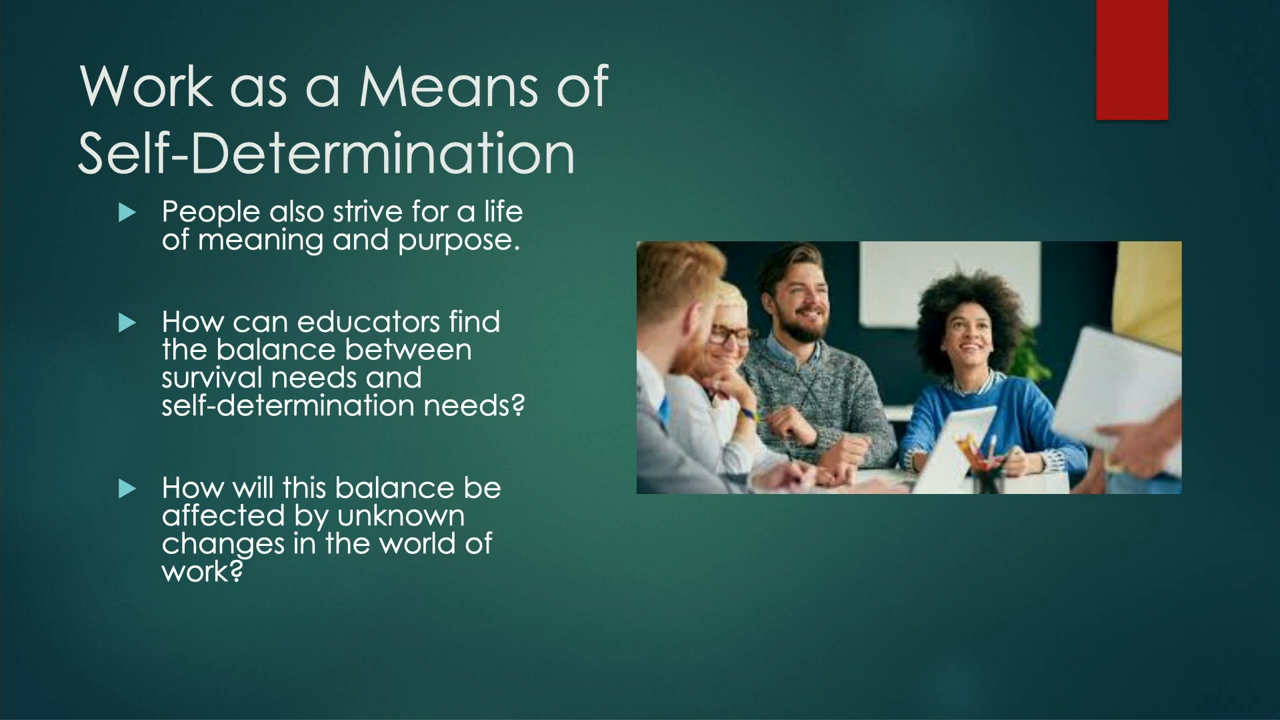 Work as a Means of
Self-Determination
People also strive for a life
of meaning and purpose.
How can educators find
the balance between
survival needs and
self-determination needs?
How will this balance be
affected by unknown
changes in the world of
work?